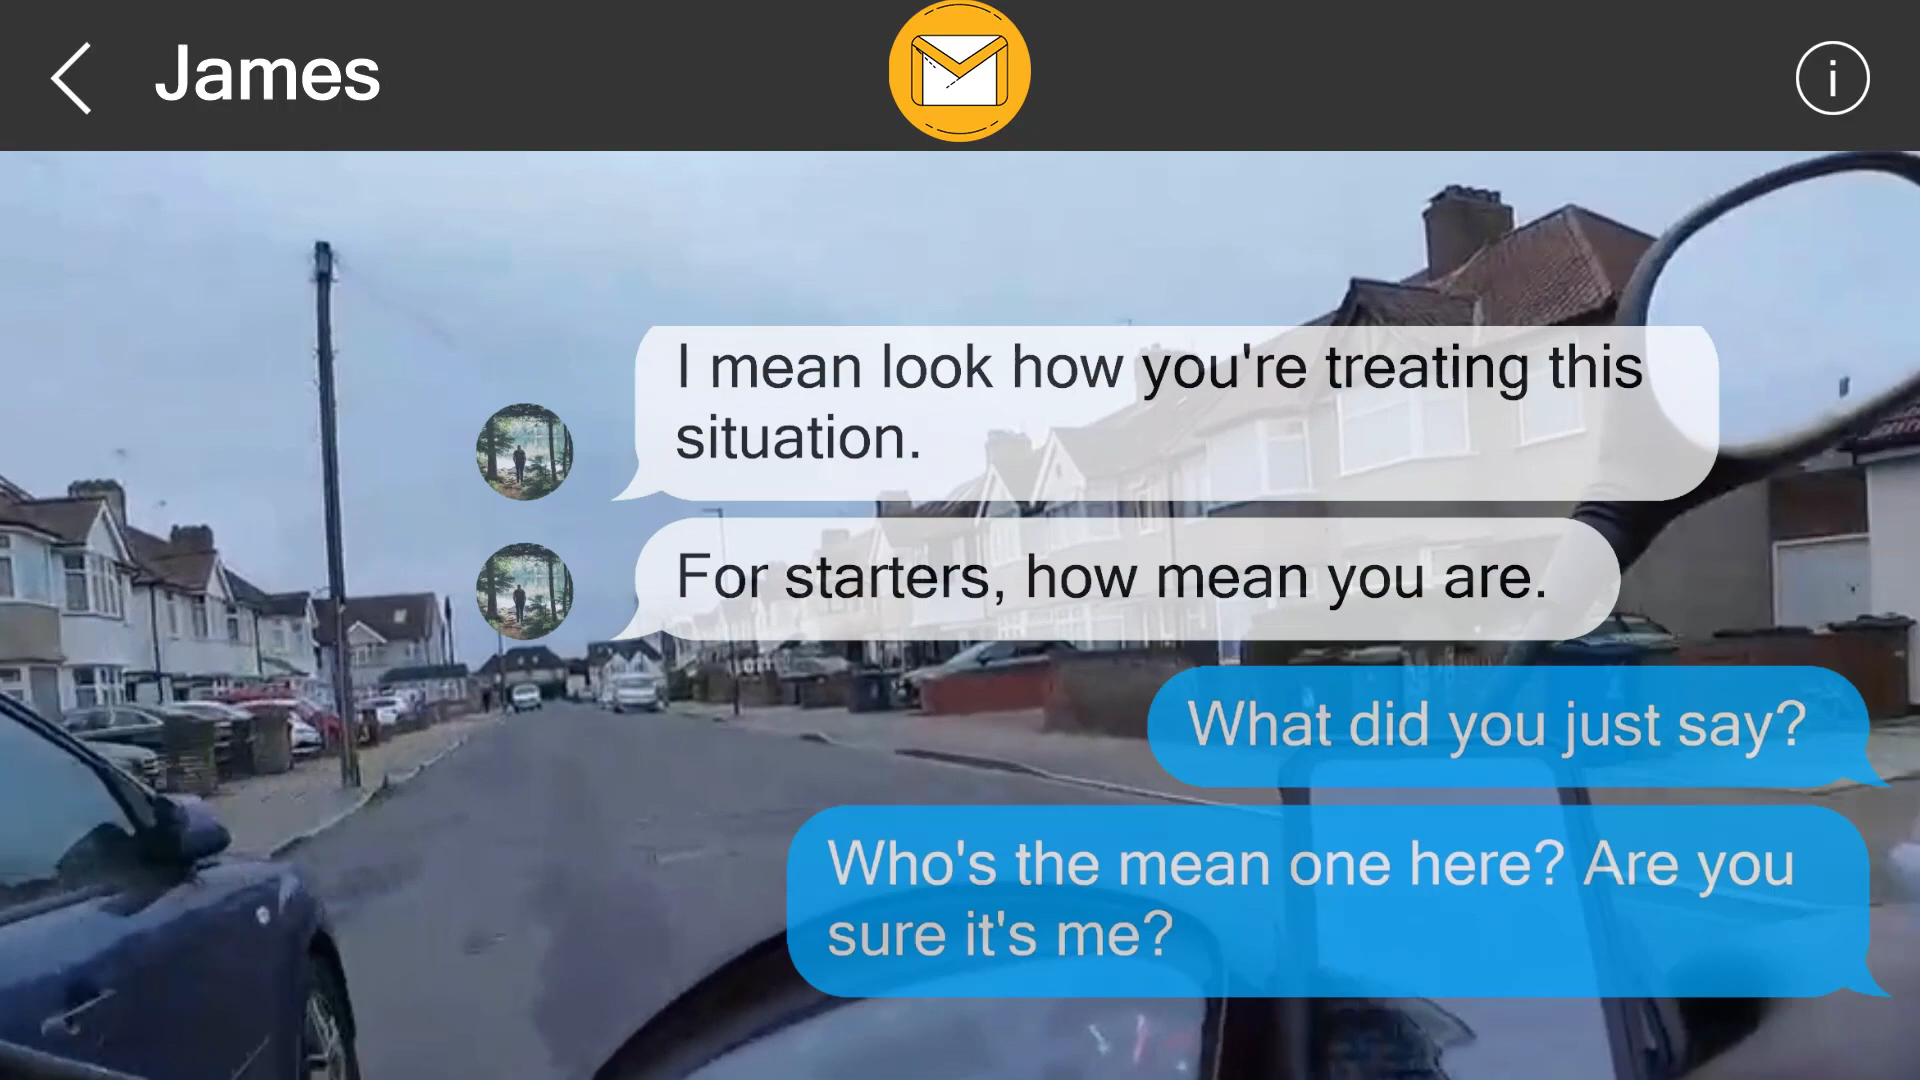 James
I mean look how you're treating this
situation.
For starters, how mean you are.
What did you just say?
Who's the mean one here? Are you
sure it's me?